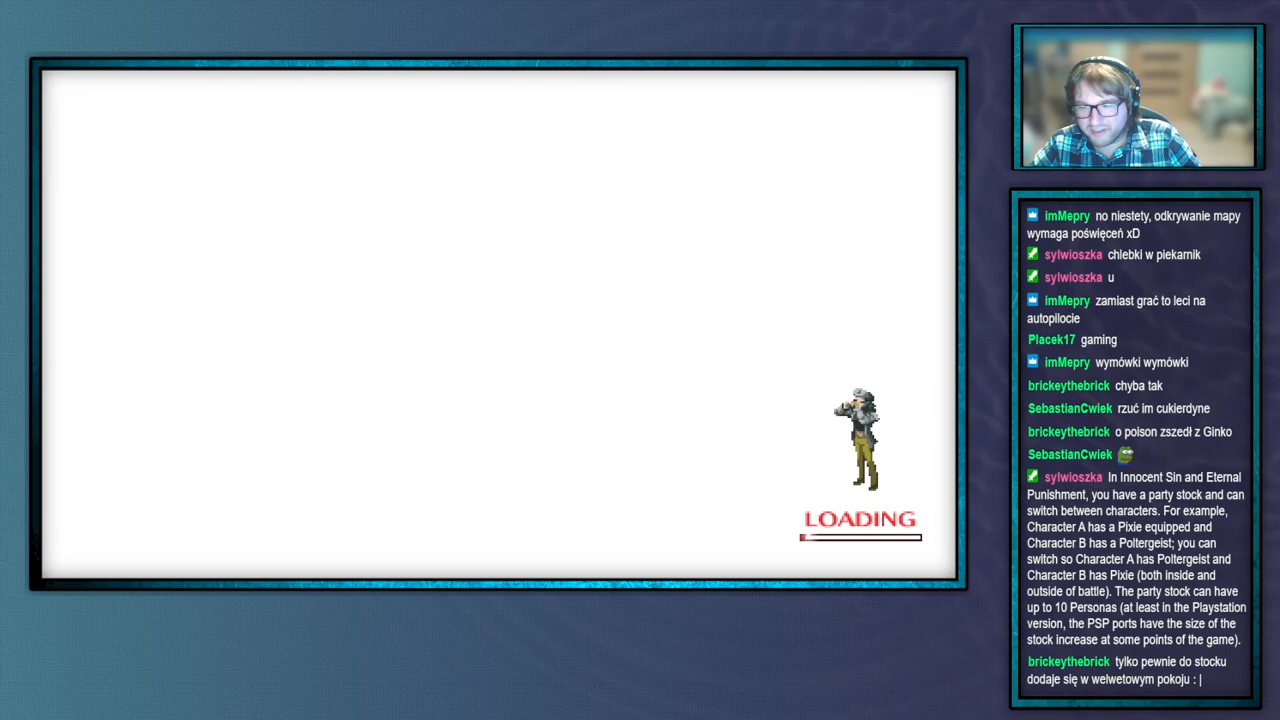 imMepry no niestety, odkrywanie mapy
wymaga poświęceń xD
sylwioszka chlebki w piekarnik
sylwioszka u
imMepry zamiast grać to leci na
autopilocie
Placek17 gaming
imMepry wymówki wymówki
brickeythebrick chyba tak
SebastianCwiek rzuć im cukierdyne
brickeythebrick o poison zszedł z Ginko
SebastianCwiek
sylwioszka In Innocent Sin and Eternal
Punishment, you have a party stock and can
switch between characters. For example,
Character A has a Pixie equipped and
Character B has a Poltergeist; you can
switch so Character A has Poltergeist and
Character B has Pixie (both inside and
outside of battle). The party stock can have
up to 10 Personas (at least in the Playstation
version, the PSP ports have the size of the
stock increase at some points of the game).
brickeythebrick tylko pewnie do stocku
dodaje się w welwetowym pokoju : |
LOADING